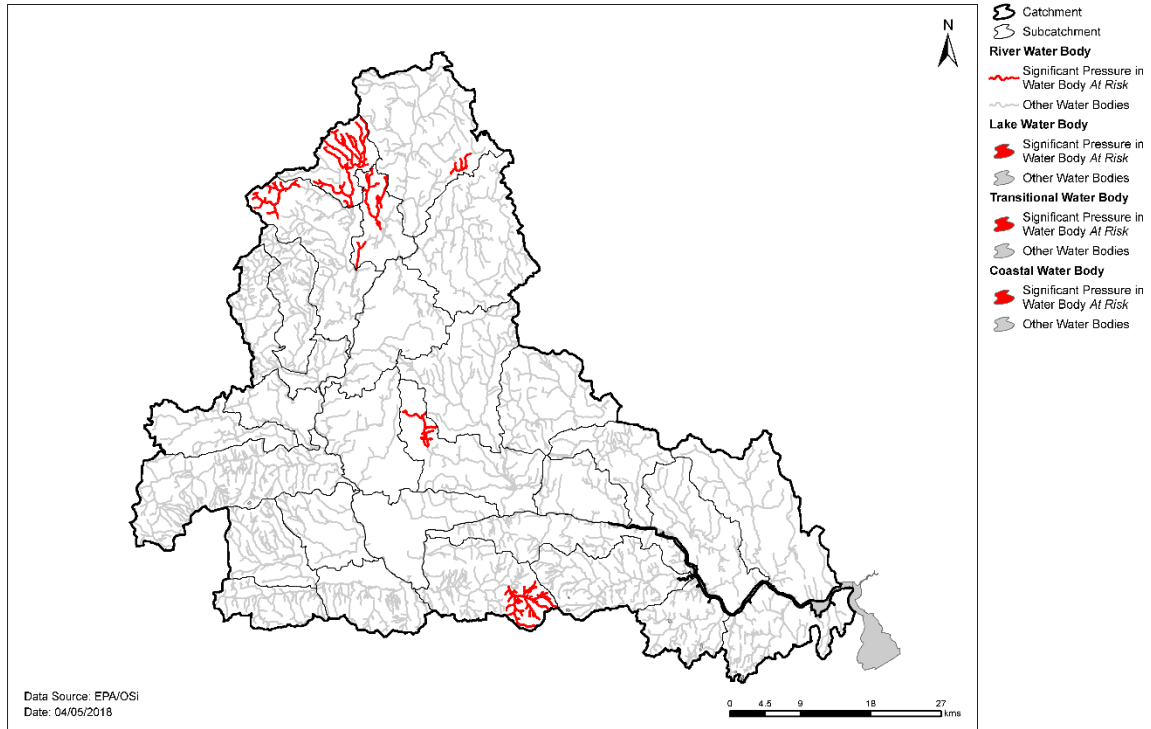 N
Catchment
Subcatchment
River Water Body
Significant Pressure in
Water Body At Risk
Other Water Bodies
Lake Water Body
Significant Pressure in
Water Body At Risk
Other Water Bodies
Transitional Water Body
Significant Pressure in
Water Body At Risk
Other Water Bodies
Coastal Water Body
Significant Pressure in
Water Body At Risk
Other Water Bodies
Data Source: EPA/OSi
Date: 04/05/2018
0 4.5 9 18 27
kms